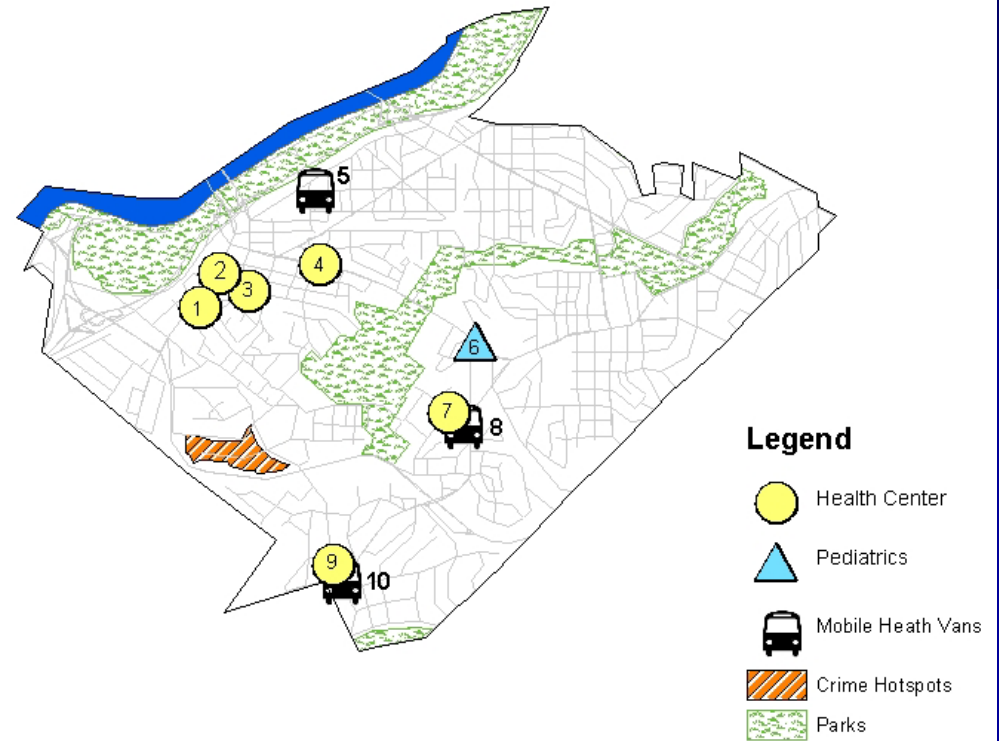 5
4
2
3
1
6
7
8
9
10
Legend
Health Center
Pediatrics
Mobile Heath Vans
Crime Hotspots
Parks